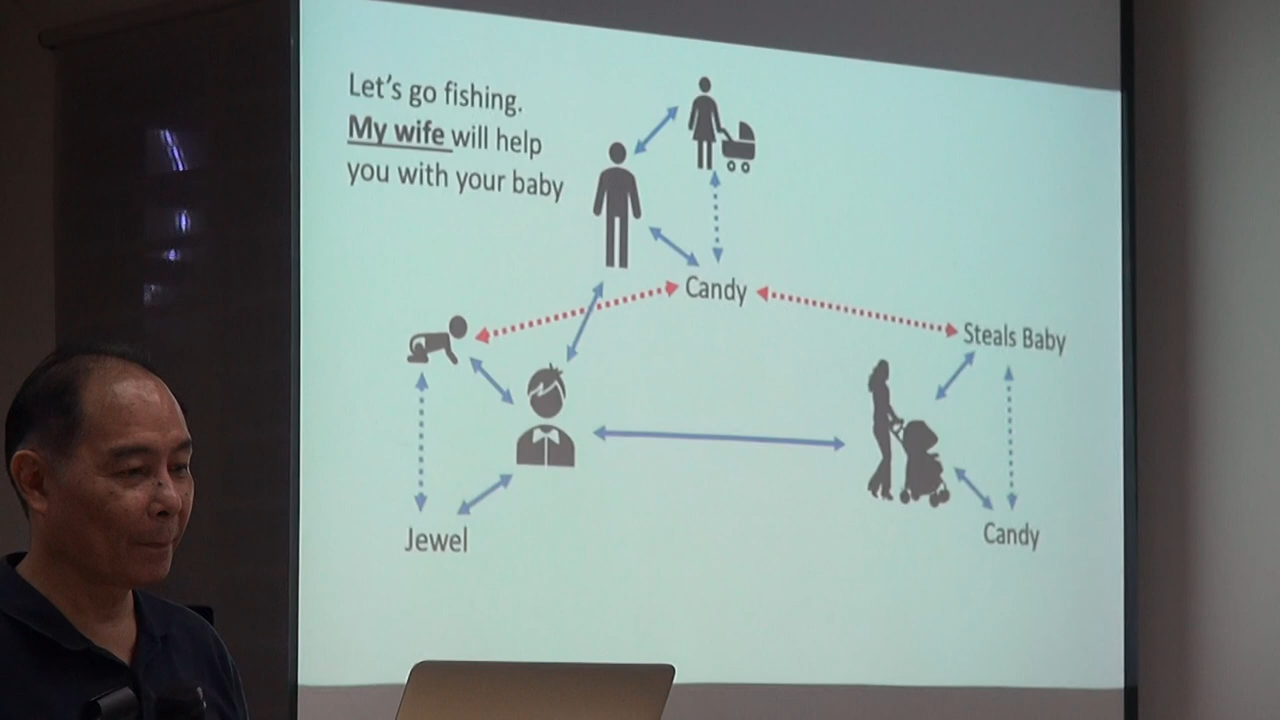 Let's go fishing.
My wife will help
you with your baby
Candy
Steals Baby
Jewel
Candy